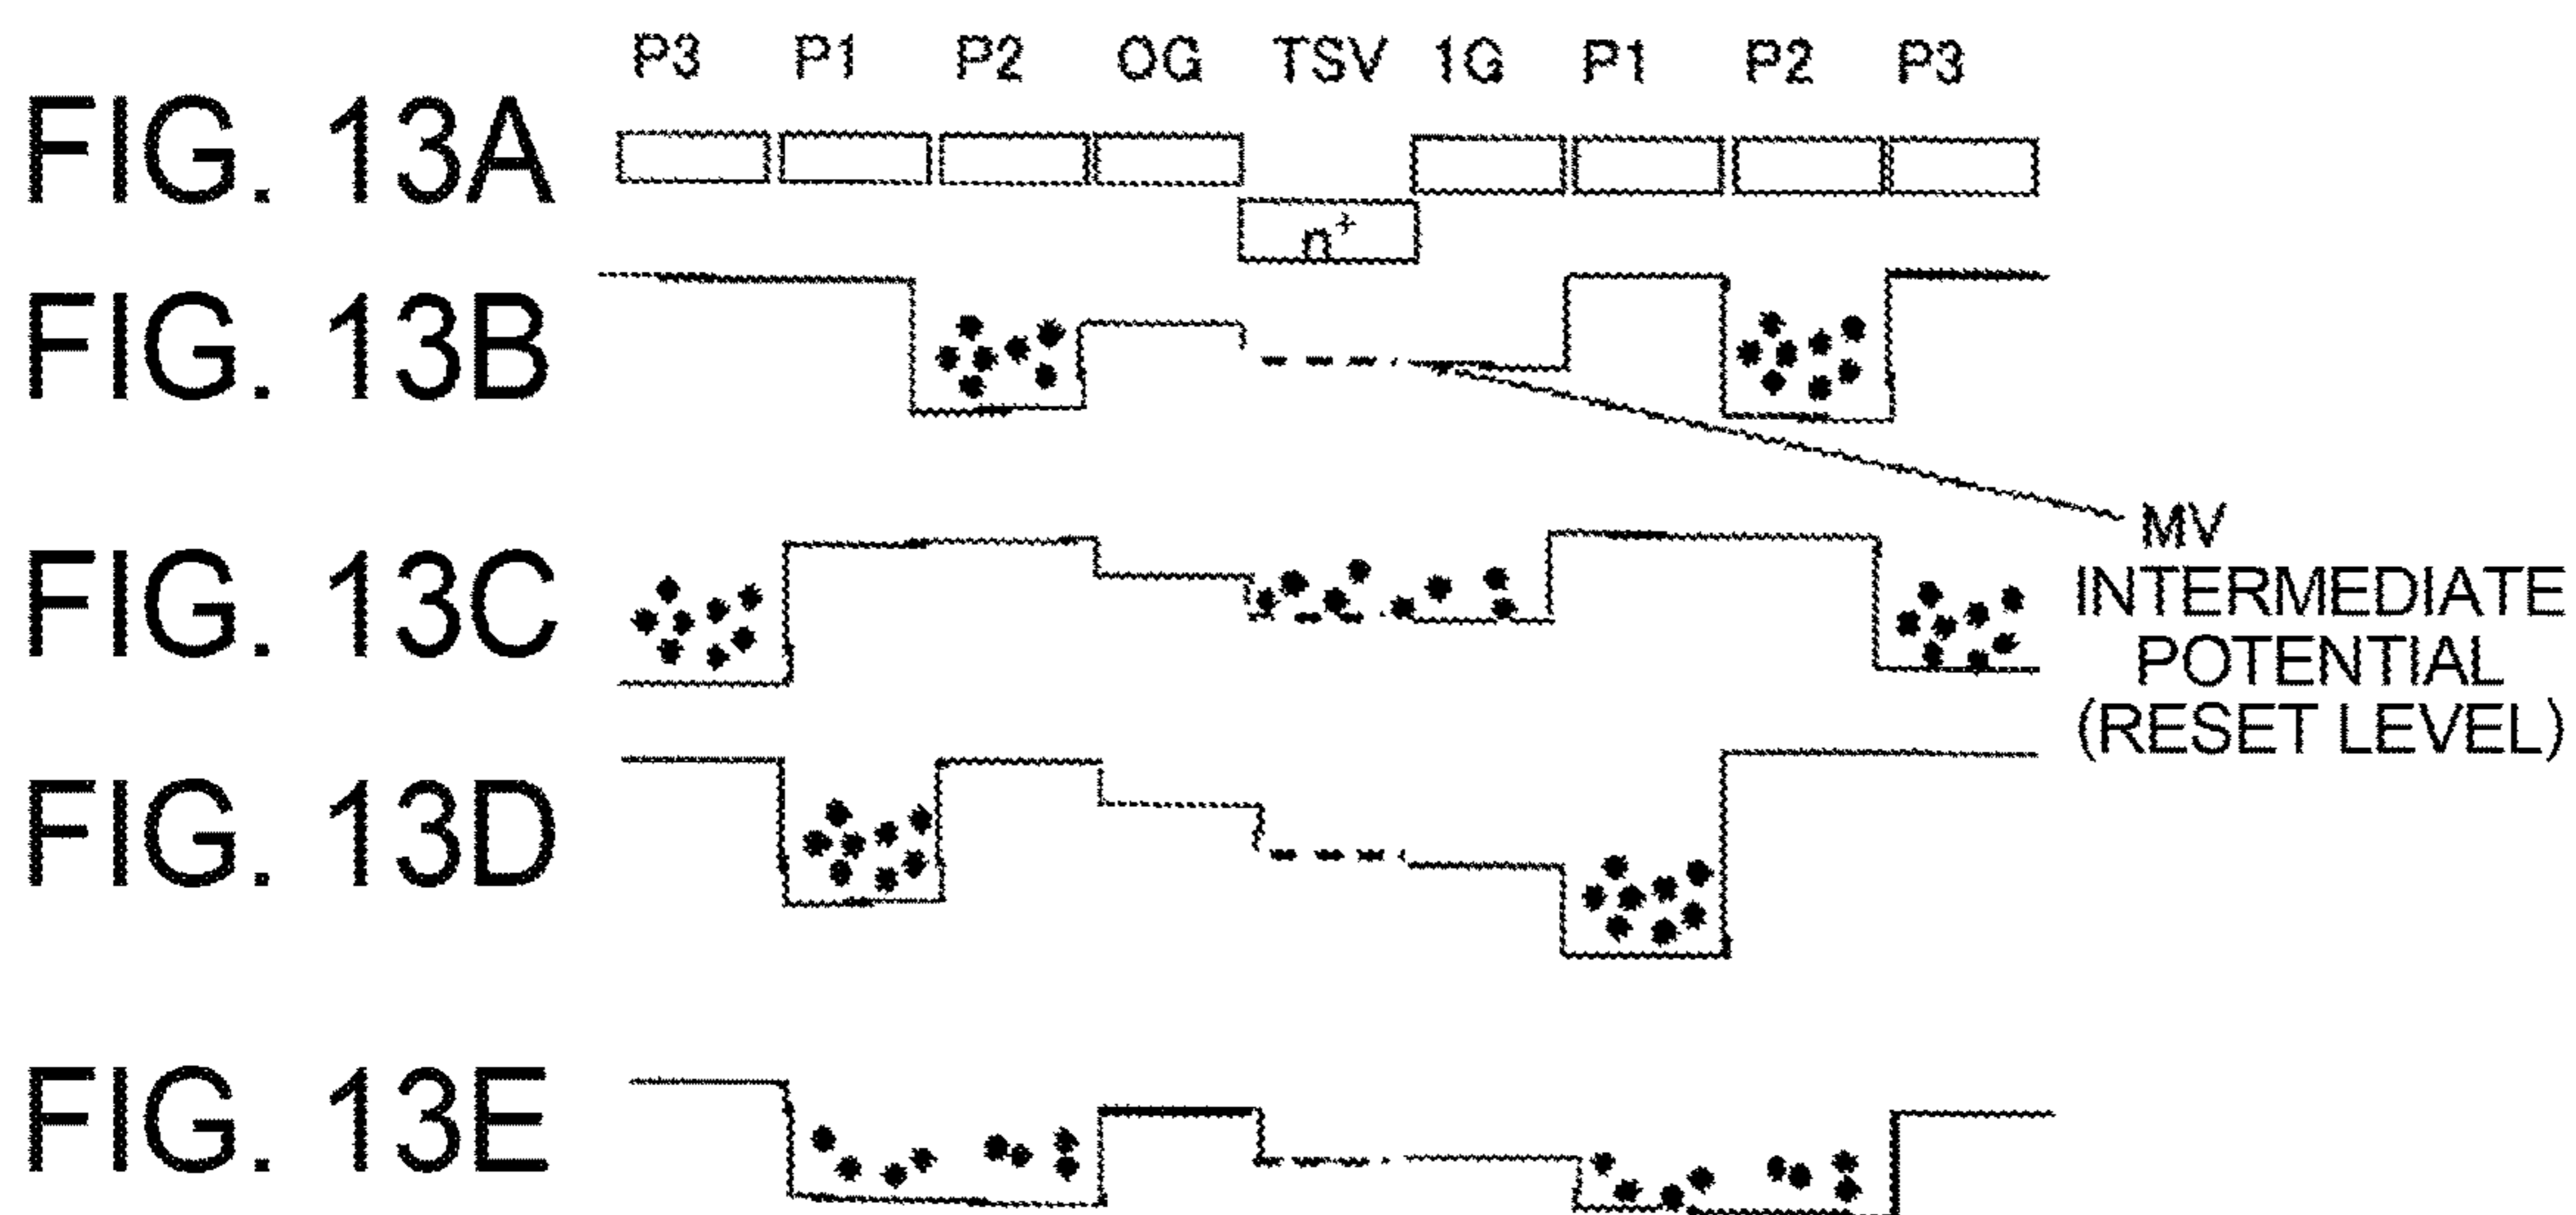 P3 P1 P2 OG TSV 1G P1 P2 P3
FIG. 13A
n+
FIG. 13B
FIG. 13C
MV
INTERMEDIATE
POTENTIAL
(RESET LEVEL)
FIG. 13D
FIG. 13E